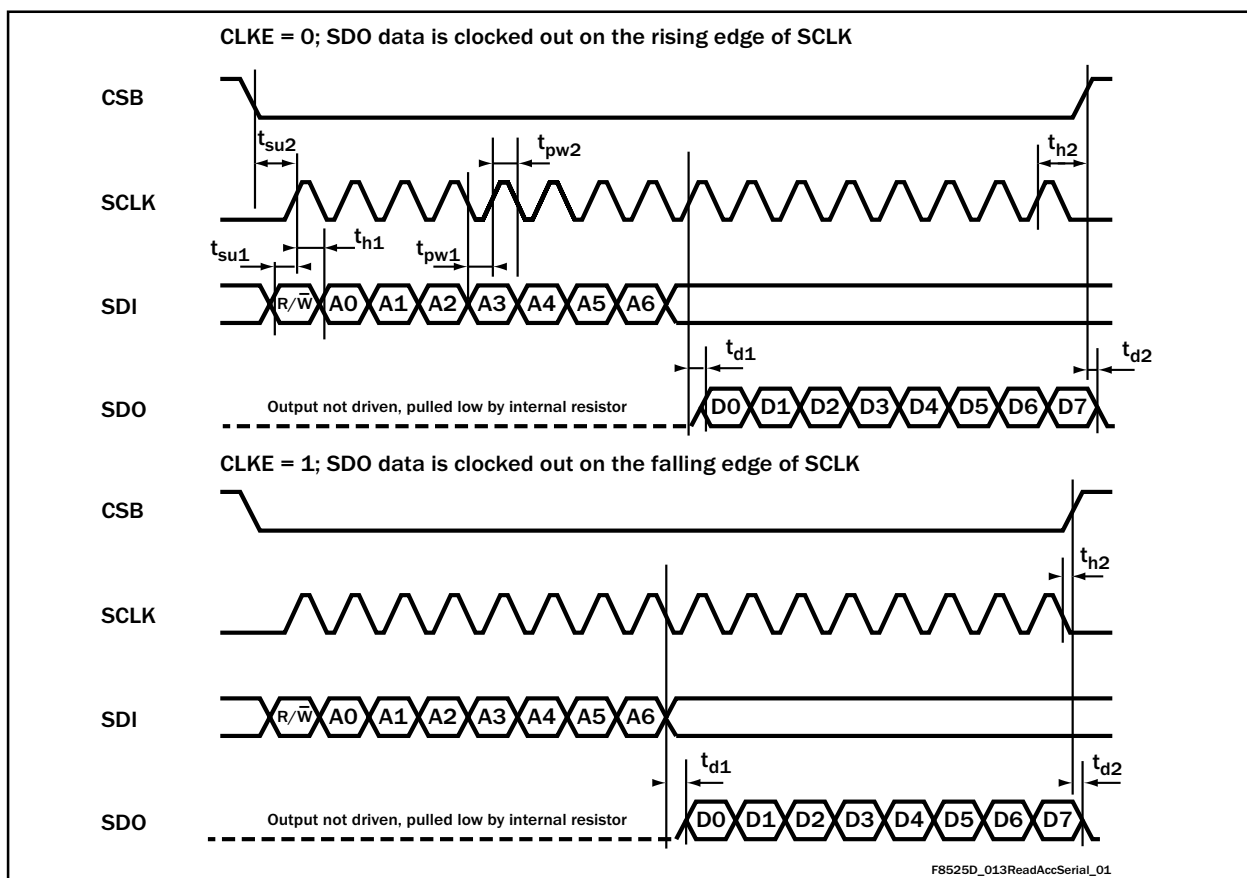 CLKE = 0; SDO data is clocked out on the rising edge of SCLK
CSB
tsu2
tpw2
th2
SCLK
tsu1
th1
tpw1
SDI
R/W̅ A0 A1 A2 A3 A4 A5 A6
td1
td2
SDO
Output not driven, pulled low by internal resistor
D0 D1 D2 D3 D4 D5 D6 D7
CLKE = 1; SDO data is clocked out on the falling edge of SCLK
CSB
th2
SCLK
SDI
R/W̅ A0 A1 A2 A3 A4 A5 A6
td1
td2
SDO
Output not driven, pulled low by internal resistor
D0 D1 D2 D3 D4 D5 D6 D7
F8525D_013ReadAccSerial_01